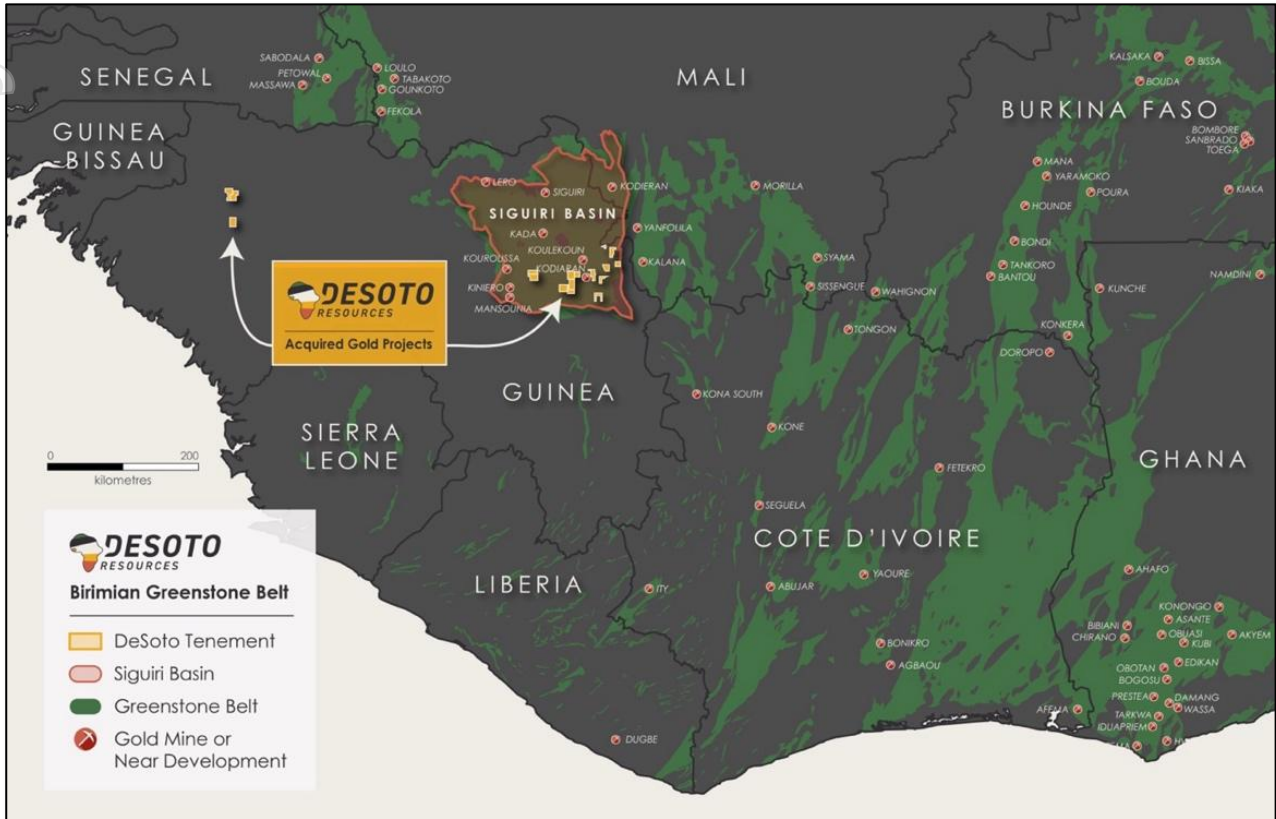 SABODALA
PETOWAL
MASSAWA
LOULO
TABAKOTO
GOUNKOTO
FEKOLA
SENEGAL
MALI
KALSAKA
BISSA
BOUDA
BURKINA FASO
GUINEA
-BISSAU
BOMBORE
SANBRADO
TOEGA
MANA
YARAMOKO
POURA
KIAKA
HOUNDE
LERO
SIGUIRI
KODIERAN
MORILLA
SIGUIRI BASIN
KADA
YANFOLILA
BONDI
KOULEKOUN
KOUROUSSA
KODIARAN
KALANA
SYAMA
TANKORO
BANTOU
NAMDINI
KINIERO
MANSOUNIA
SISSENGUE
WAHIGNON
KUNCHE
DESOTO
RESOURCES
Acquired Gold Projects
TONGON
KONKERA
DOROPO
GUINEA
KONA SOUTH
SIERRA
LEONE
KONE
GHANA
0 200
kilometres
FETEKRO
SEGUELA
COTE D'IVOIRE
LIBERIA
ITY
ABUJAR
YAOURE
AHAFO
KONONGO
ASANTE
BIBIANI
CHIRANO
OBUASI
KUBI
AKYEM
BONIKRO
AGBAOU
EDIKAN
OBOTAN
BOGOSU
PRESTEA
DAMANG
WASSA
AFEMA
TARKWA
IDUAPRIEM
DUGBE
DESOTO
RESOURCES
Birimian Greenstone Belt
DeSoto Tenement
Siguiri Basin
Greenstone Belt
Gold Mine or
Near Development